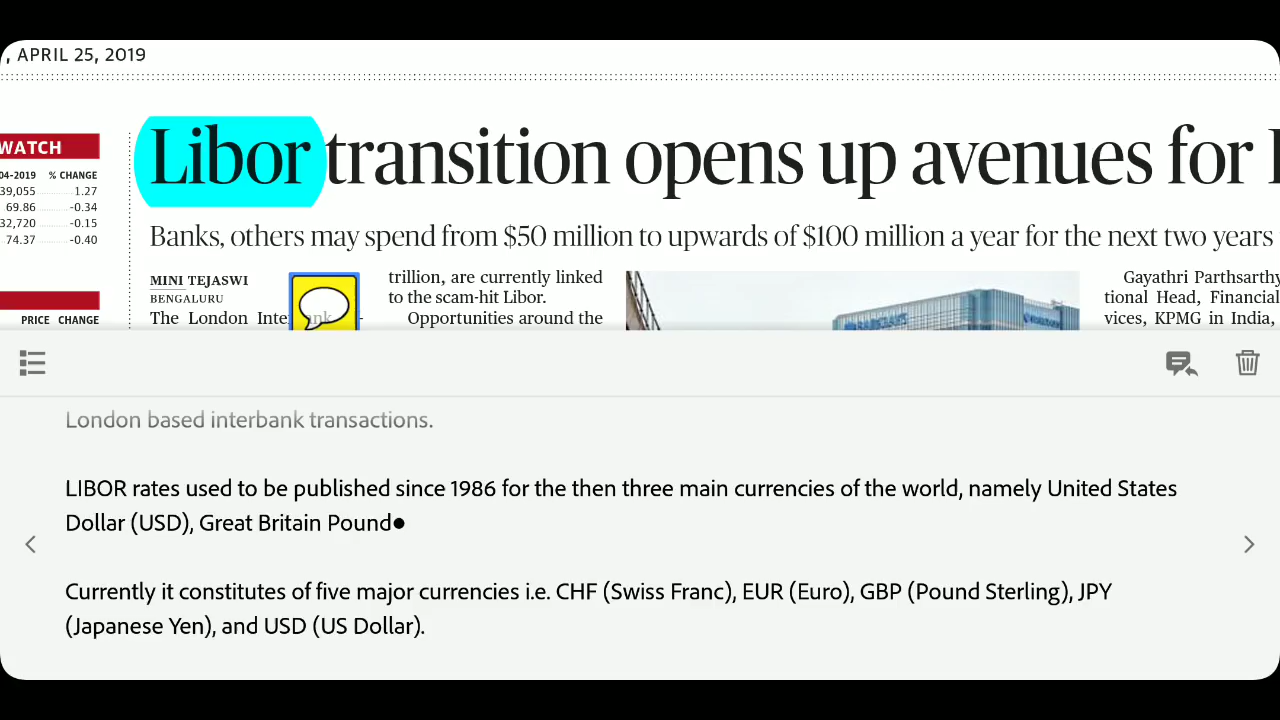 , APRIL 25, 2019
WATCH
04-2019 % CHANGE
39,055 1.27
69.86 -0.34
32,720 -0.15
74.37 -0.40
PRICE CHANGE
Libor transition opens up avenues for
Banks, others may spend from $50 million to upwards of $100 million a year for the next two years
MINI TEJASWI
BENGALURU
The London Interbank
trillion, are currently linked
to the scam-hit Libor.
Opportunities around the
BARCLAYS
Gayathri Parthsarthy
tional Head, Financial
vices, KPMG in India,
London based interbank transactions.
LIBOR rates used to be published since 1986 for the then three main currencies of the world, namely United States
Dollar (USD), Great Britain Pound●
Currently it constitutes of five major currencies i.e. CHF (Swiss Franc), EUR (Euro), GBP (Pound Sterling), JPY
(Japanese Yen), and USD (US Dollar).